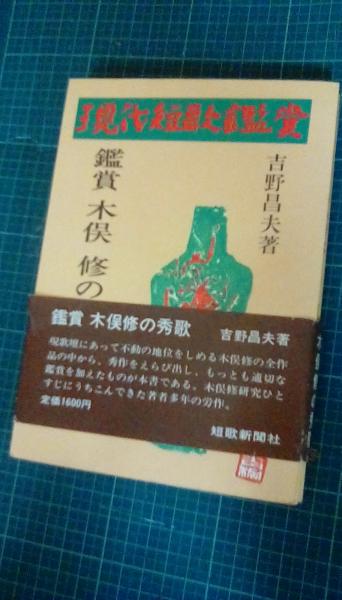 現代短歌鑑賞
吉野昌夫著
鑑賞 木俣 修の
鑑賞 木俣修の秀歌 吉野昌夫著
現歌壇にあって不動の地位をしめる木俣修の全作
品の中から、秀作をえらび出し、もっとも適切な
鑑賞を加えたものが本書である。木俣修研究ひと
すじにうちこんできた著者多年の労作。
定価1600円
短歌新聞社